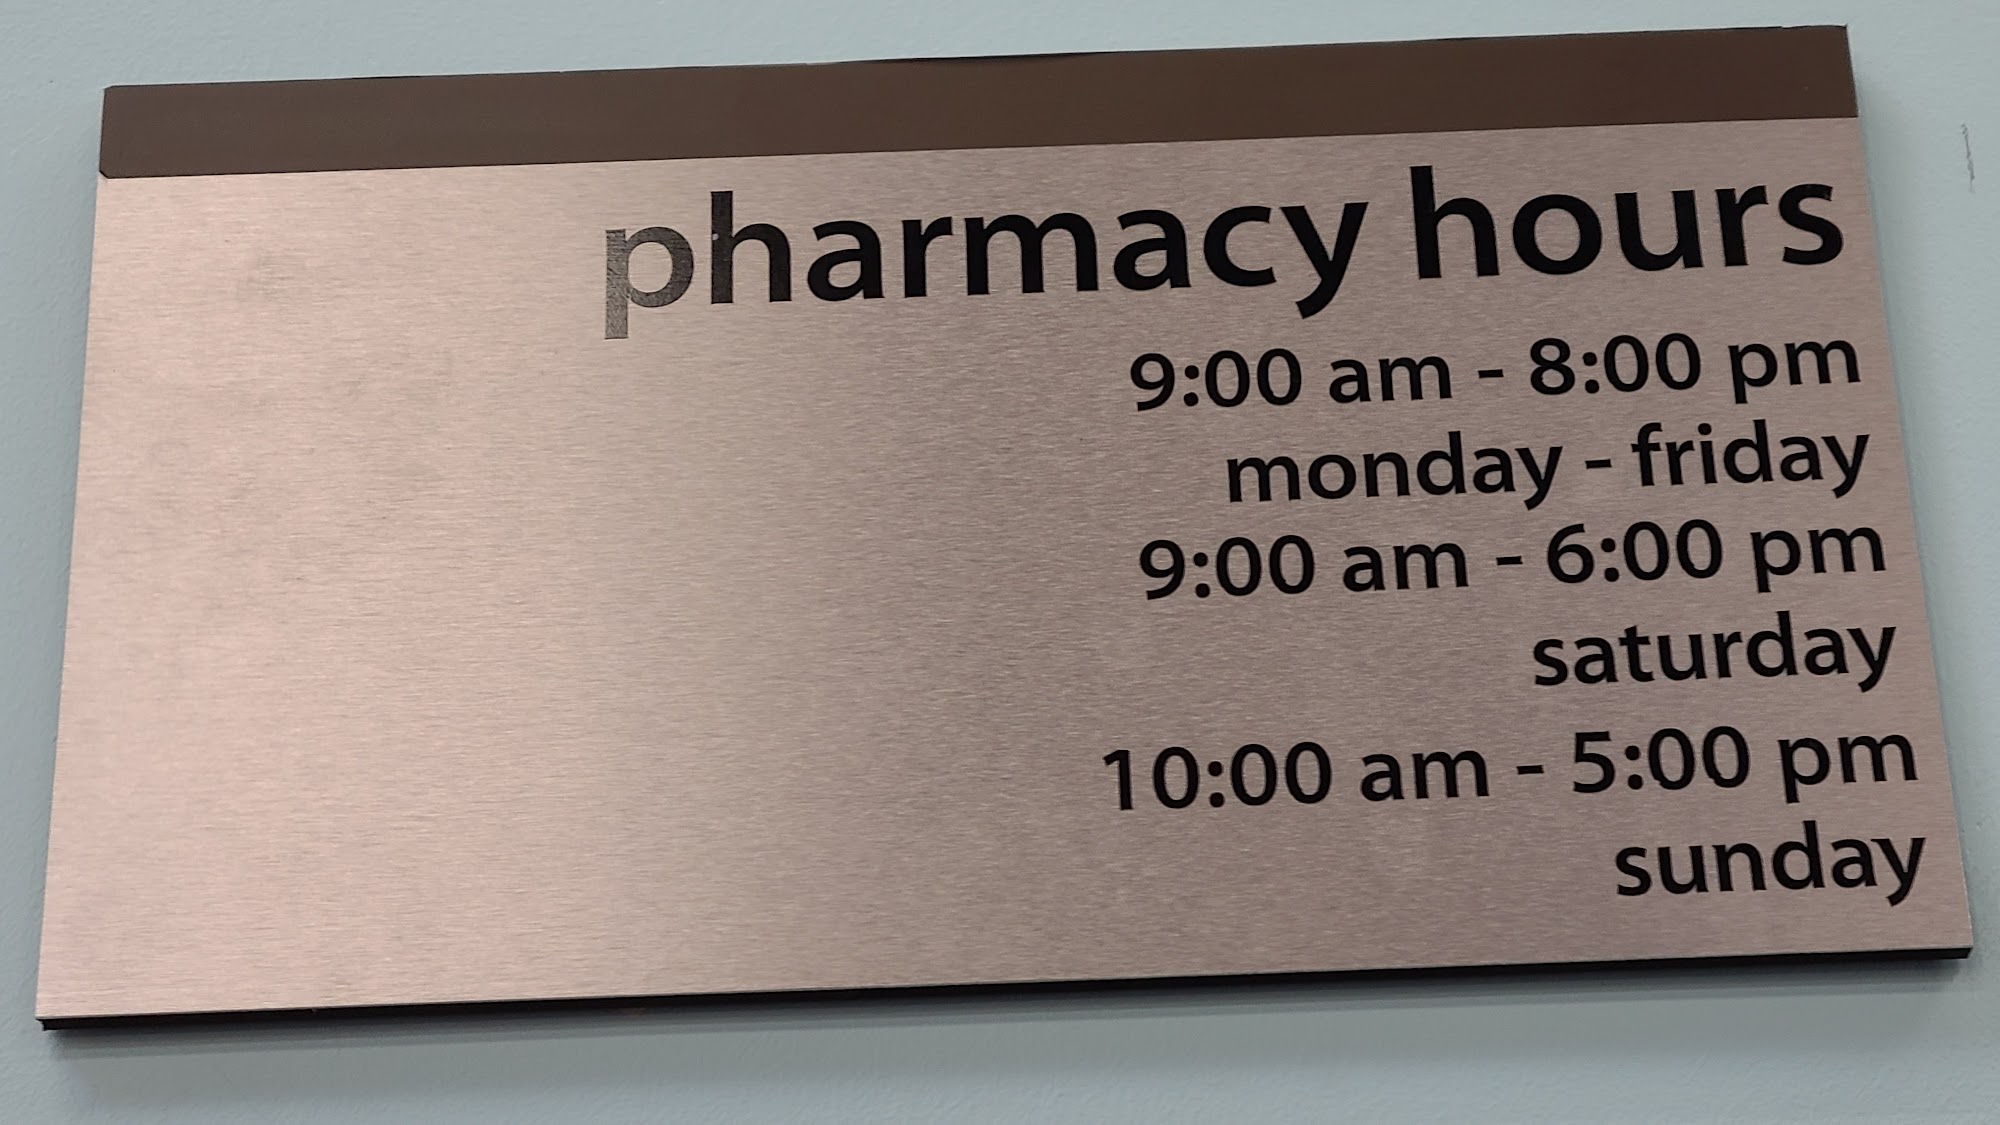 pharmacy hours
9:00 am - 8:00 pm
monday - friday
9:00 am - 6:00 pm
saturday
10:00 am - 5:00 pm
sunday